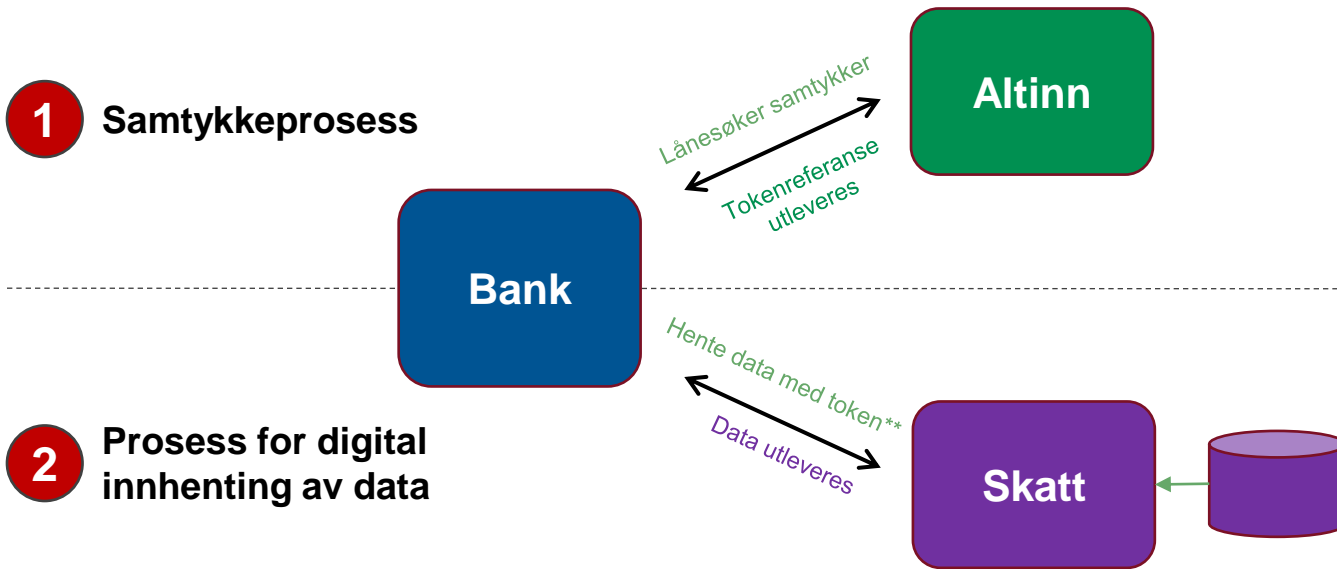 1
Samtykkeprosess
Lånesøker samtykker
Tokenreferanse
utleveres
Altinn
Bank
2
Prosess for digital
innhenting av data
Hente data med token**
Data utleveres
Skatt